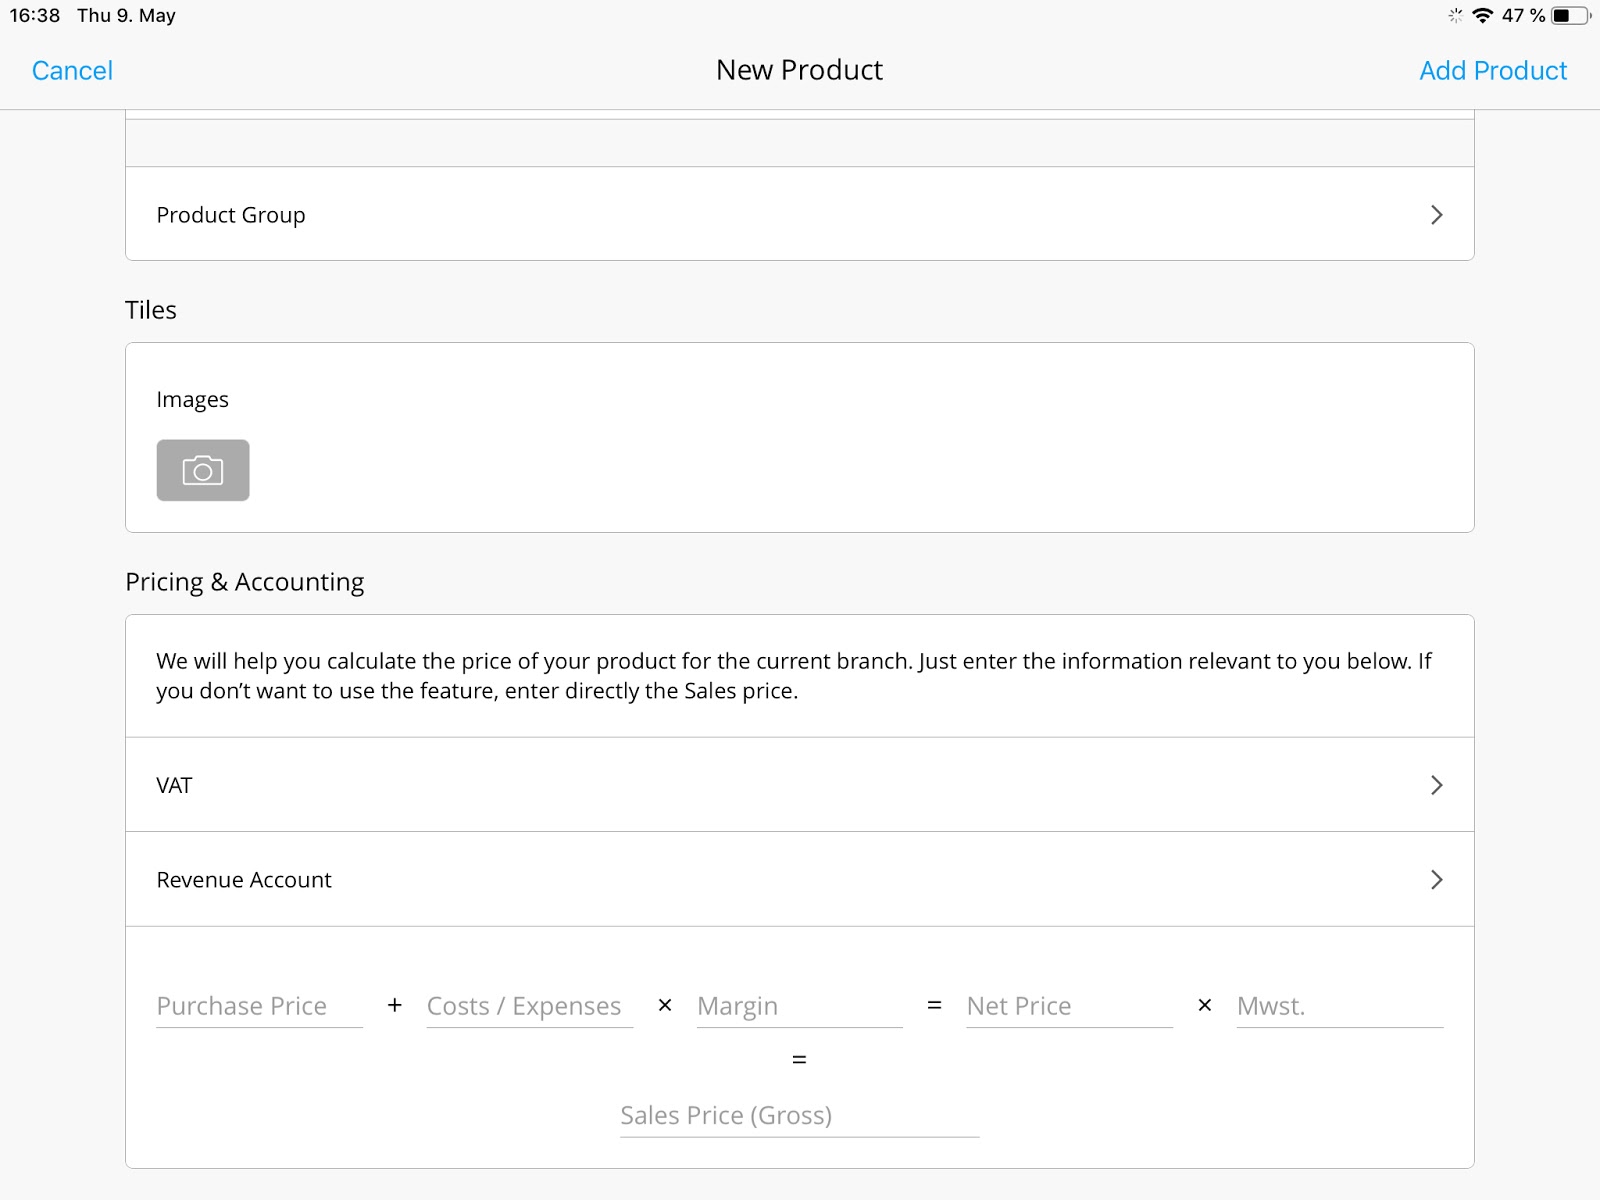 16:38 Thu 9. May 47 %
Cancel New Product Add Product
Product Group
Tiles
Images
Pricing & Accounting
We will help you calculate the price of your product for the current branch. Just enter the information relevant to you below. If
you don’t want to use the feature, enter directly the Sales price.
VAT
Revenue Account
Purchase Price + Costs / Expenses × Margin = Net Price × Mwst.
=
Sales Price (Gross)